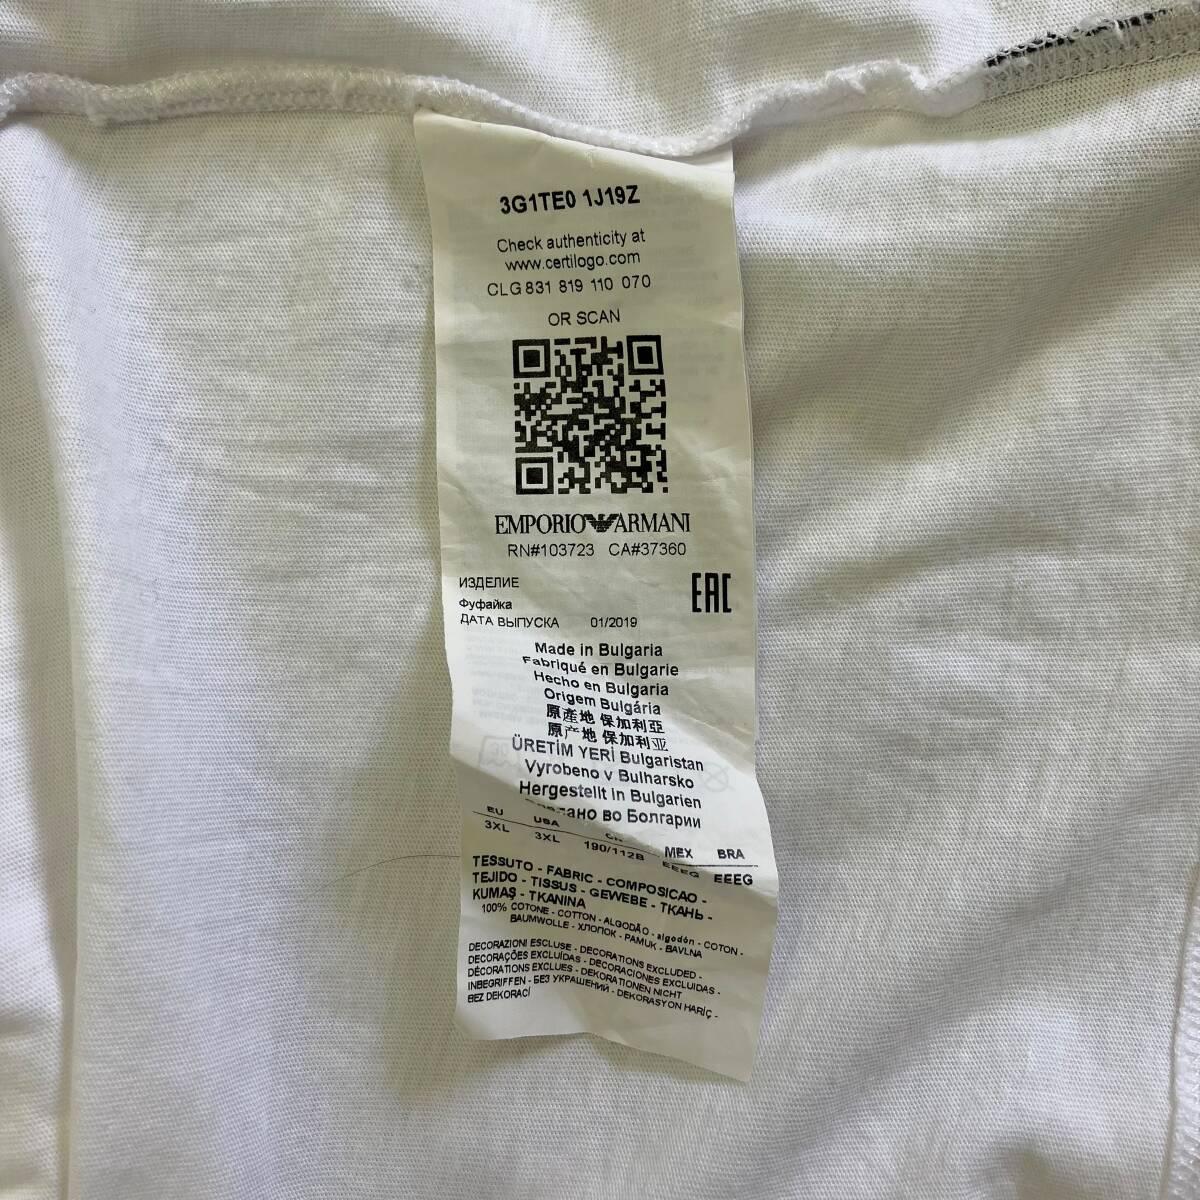 3G1TE0 1J19Z
Check authenticity at
www.certilogo.com
CLG 831 819 110 070
OR SCAN
EMPORIO ARMANI
RN#103723 CA#37360
ИЗДЕЛИЕ
EAC
Фуфайка
ДАТА ВЫПУСКА 01/2019
Made in Bulgaria
Fabriqué en Bulgarie
Hecho en Bulgaria
Origem Bulgária
原產地 保加利亞
原产地 保加利亚
ÜRETİM YERİ Bulgaristan
Vyrobeno v Bulharsko
Hergestellt in Bulgarien
во Болгарии
EU USA MEX BRA
3XL 3XL 190/112B EEEG EEEG
TESSUTO - FABRIC - COMPOSICAO -
TEJIDO - TISSUS - GEWEBE - ТКАНЬ -
KUMAŞ - TKANINA
100% COTONE - COTTON - ALGODÃO - algodón - COTON -
BAUMWOLLE - ХЛОПОК - PAMUK - BAVLNA
DECORAZIONI ESCLUSE - DECORATIONS EXCLUDED -
DECORAÇÕES EXCLUÍDAS - DECORACIONES EXCLUIDAS -
DÉCORATIONS EXCLUES - DEKORATIONEN NICHT
INBEGRIFFEN - БЕЗ УКРАШЕНИЙ - DEKORASYON HARİÇ -
BEZ DEKORACÍ